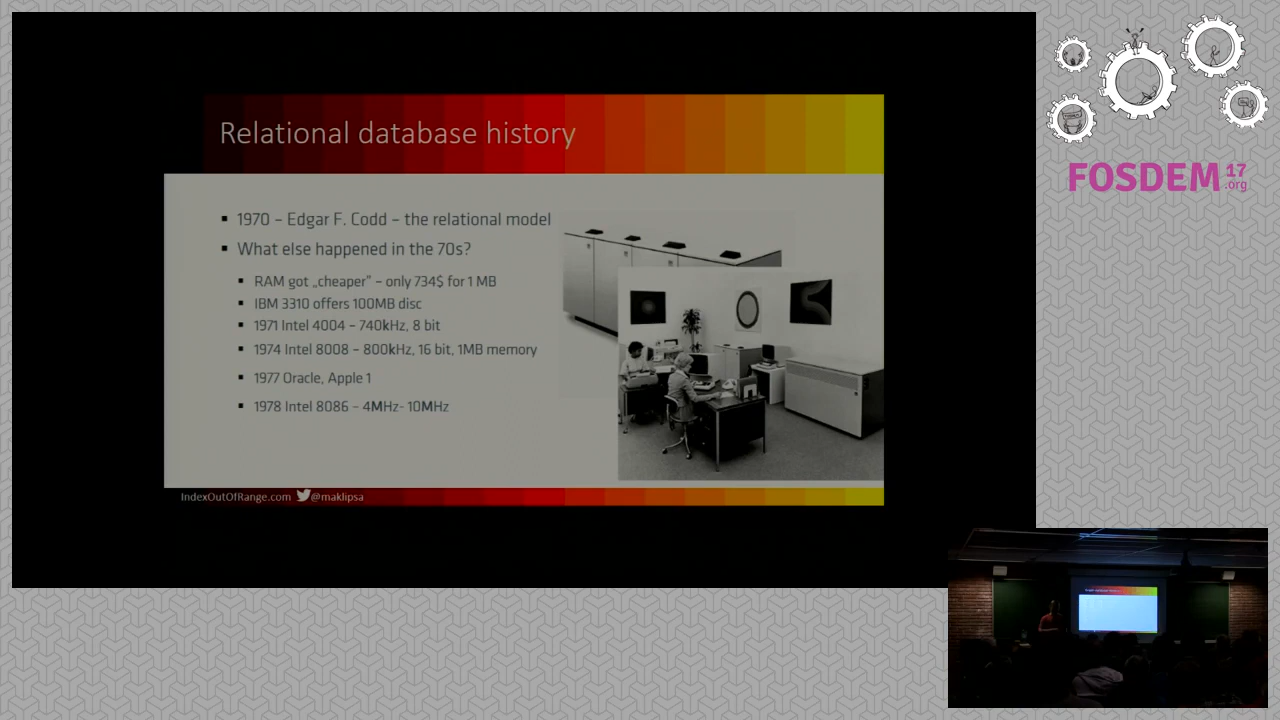 Relational database history
1970 – Edgar F. Codd – the relational model
What else happened in the 70s?
RAM got „cheaper” – only 734$ for 1 MB
IBM 3310 offers 100MB disc
1971 Intel 4004 – 740kHz, 8 bit
1974 Intel 8008 – 800kHz, 16 bit, 1MB memory
1977 Oracle, Apple 1
1978 Intel 8086 – 4MHz- 10MHz
IndexOutOfRange.com @maklipsa
FOSDEM 17
.org